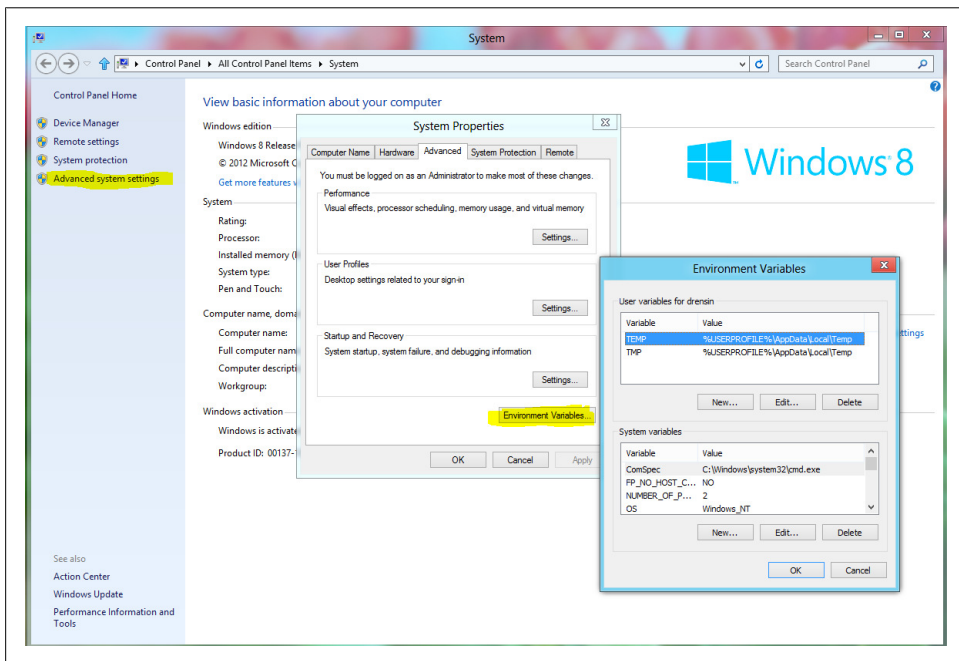 System
Control Panel ▸ All Control Panel Items ▸ System
Search Control Panel
Control Panel Home
Device Manager
Remote settings
System protection
Advanced system settings
See also
Action Center
Windows Update
Performance Information and
Tools
View basic information about your computer
Windows edition
Windows 8 Release
© 2012 Microsoft
Get more features
System
Rating:
Processor:
Installed memory
System type:
Pen and Touch:
Computer name, doma
Computer name:
Full computer nam
Computer descripti
Workgroup:
Windows activation
Windows is activate
Product ID: 00137-
Windows 8
ttings
System Properties
Computer Name
Hardware
Advanced
System Protection
Remote
You must be logged on as an Administrator to make most of these changes.
Performance
Visual effects, processor scheduling, memory usage, and virtual memory
Settings...
User Profiles
Desktop settings related to your sign-in
Settings...
Startup and Recovery
System startup, system failure, and debugging information
Settings...
Environment Variables...
OK Cancel Apply
Environment Variables
User variables for drensin
Variable Value
TEMP %USERPROFILE%\AppData\Local\Temp
TMP %USERPROFILE%\AppData\Local\Temp
New... Edit... Delete
System variables
Variable Value
ComSpec C:\Windows\system32\cmd.exe
FP_NO_HOST_C... NO
NUMBER_OF_P... 2
OS Windows_NT
New... Edit... Delete
OK Cancel